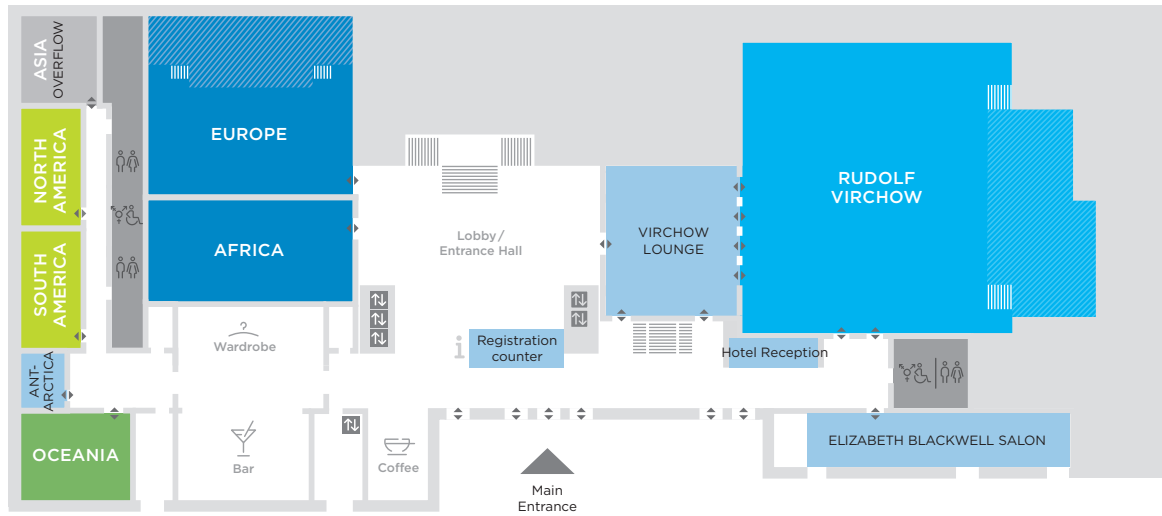 ASIA
OVERFLOW
NORTH
AMERICA
SOUTH
AMERICA
ANT-
ARCTICA
OCEANIA
EUROPE
AFRICA
Wardrobe
Bar
Lobby/
Entrance Hall
i
Registration
counter
Coffee
Main
Entrance
VIRCHOW
LOUNGE
Hotel Reception
RUDOLF
VIRCHOW
ELIZABETH BLACKWELL SALON